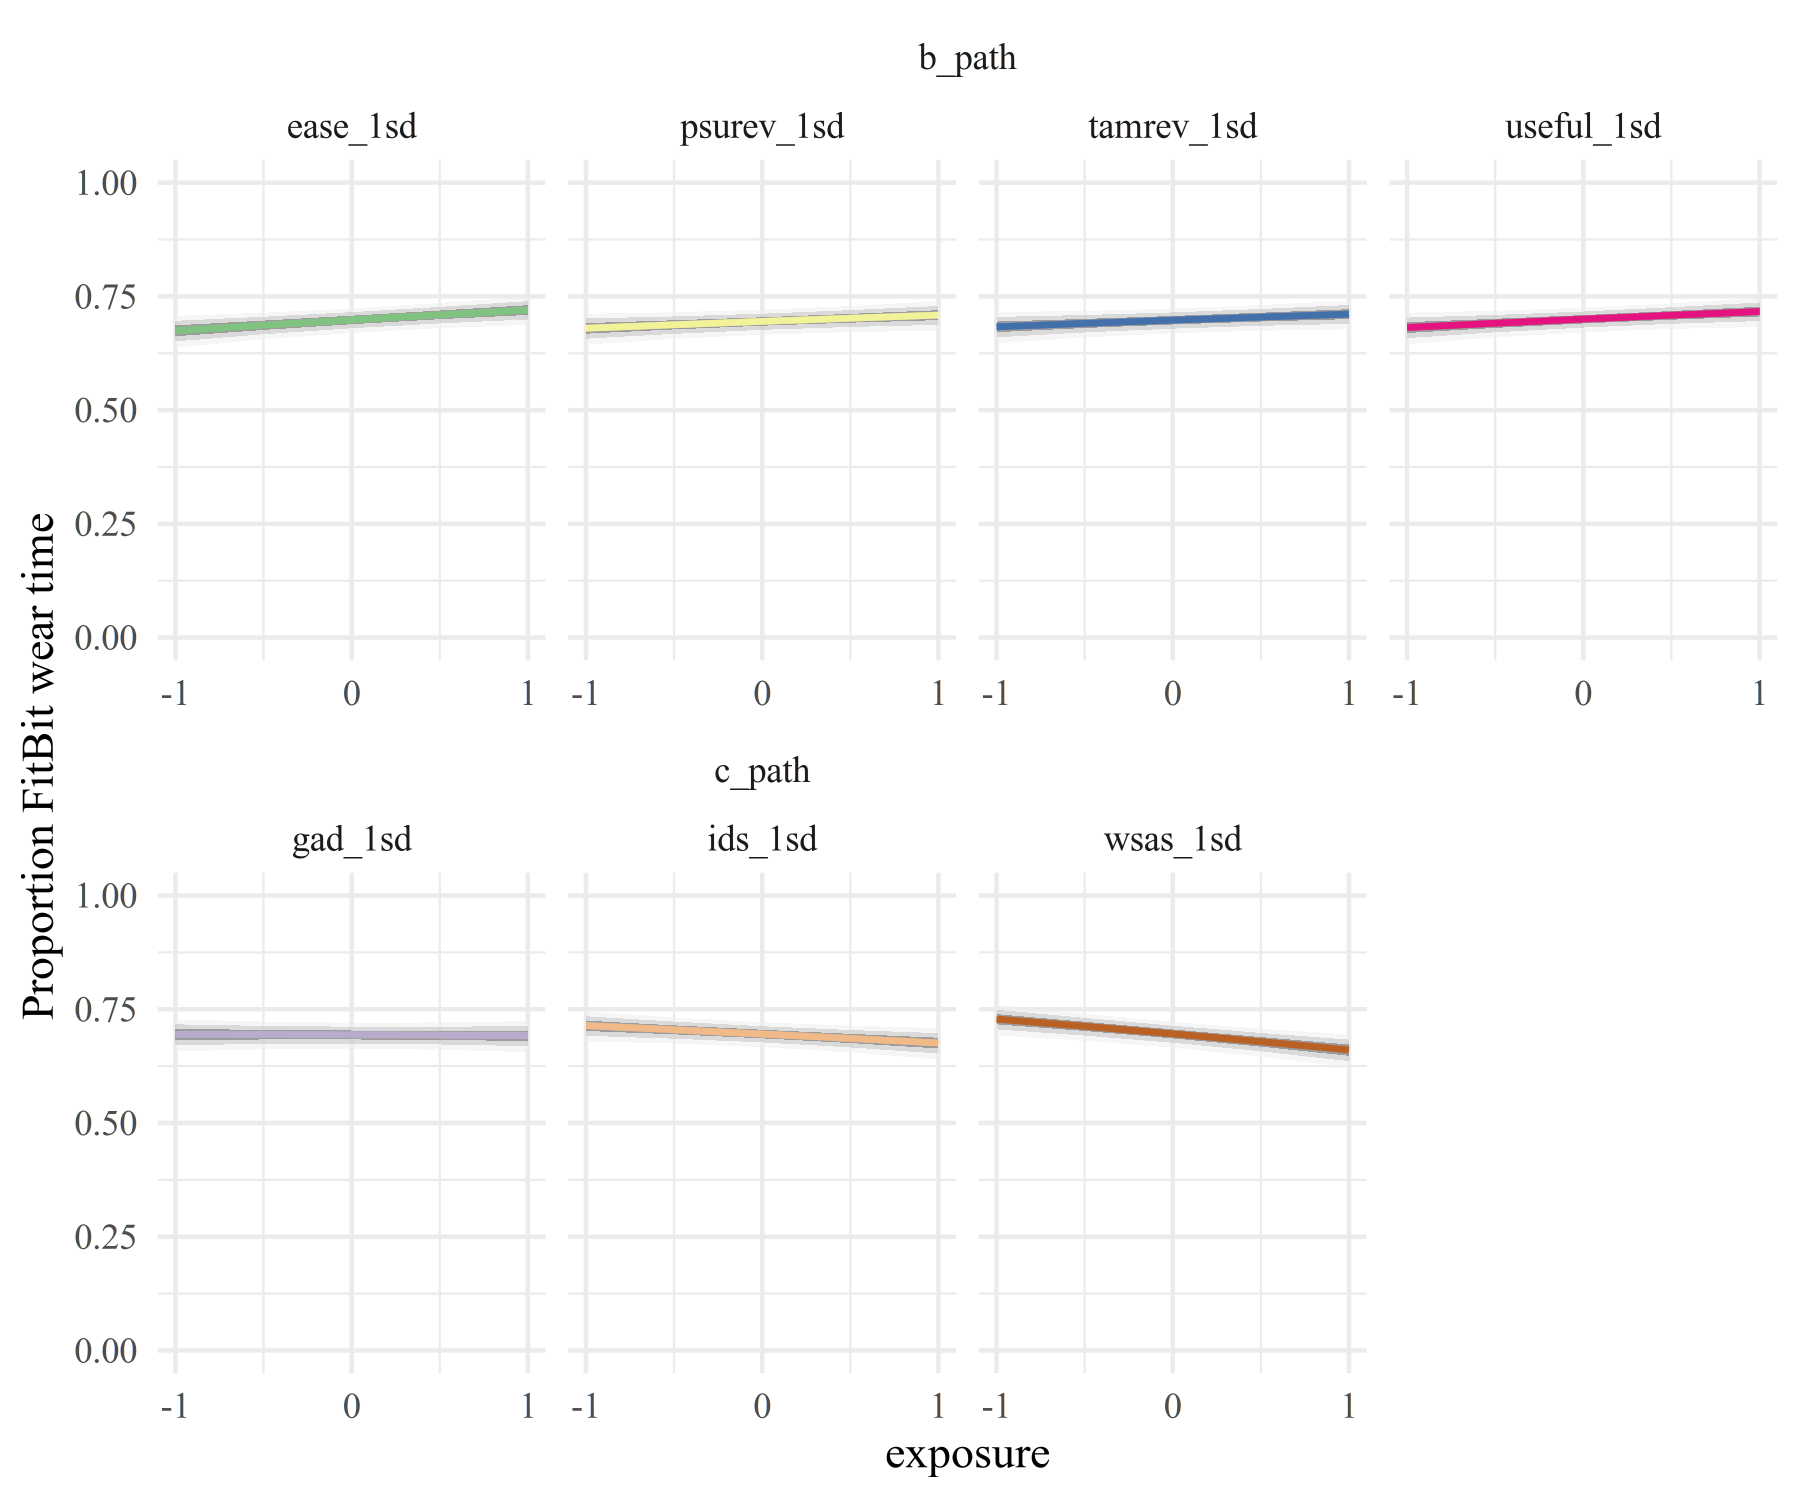 b_path
ease_1sd psurev_1sd tamrev_1sd useful_1sd
1.00
0.75
0.50
0.25
0.00
-1 0 1 -1 0 1 -1 0 1 -1 0 1
Proportion FitBit wear time
c_path
gad_1sd ids_1sd wsas_1sd
1.00
0.75
0.50
0.25
0.00
-1 0 1 -1 0 1 -1 0 1
exposure